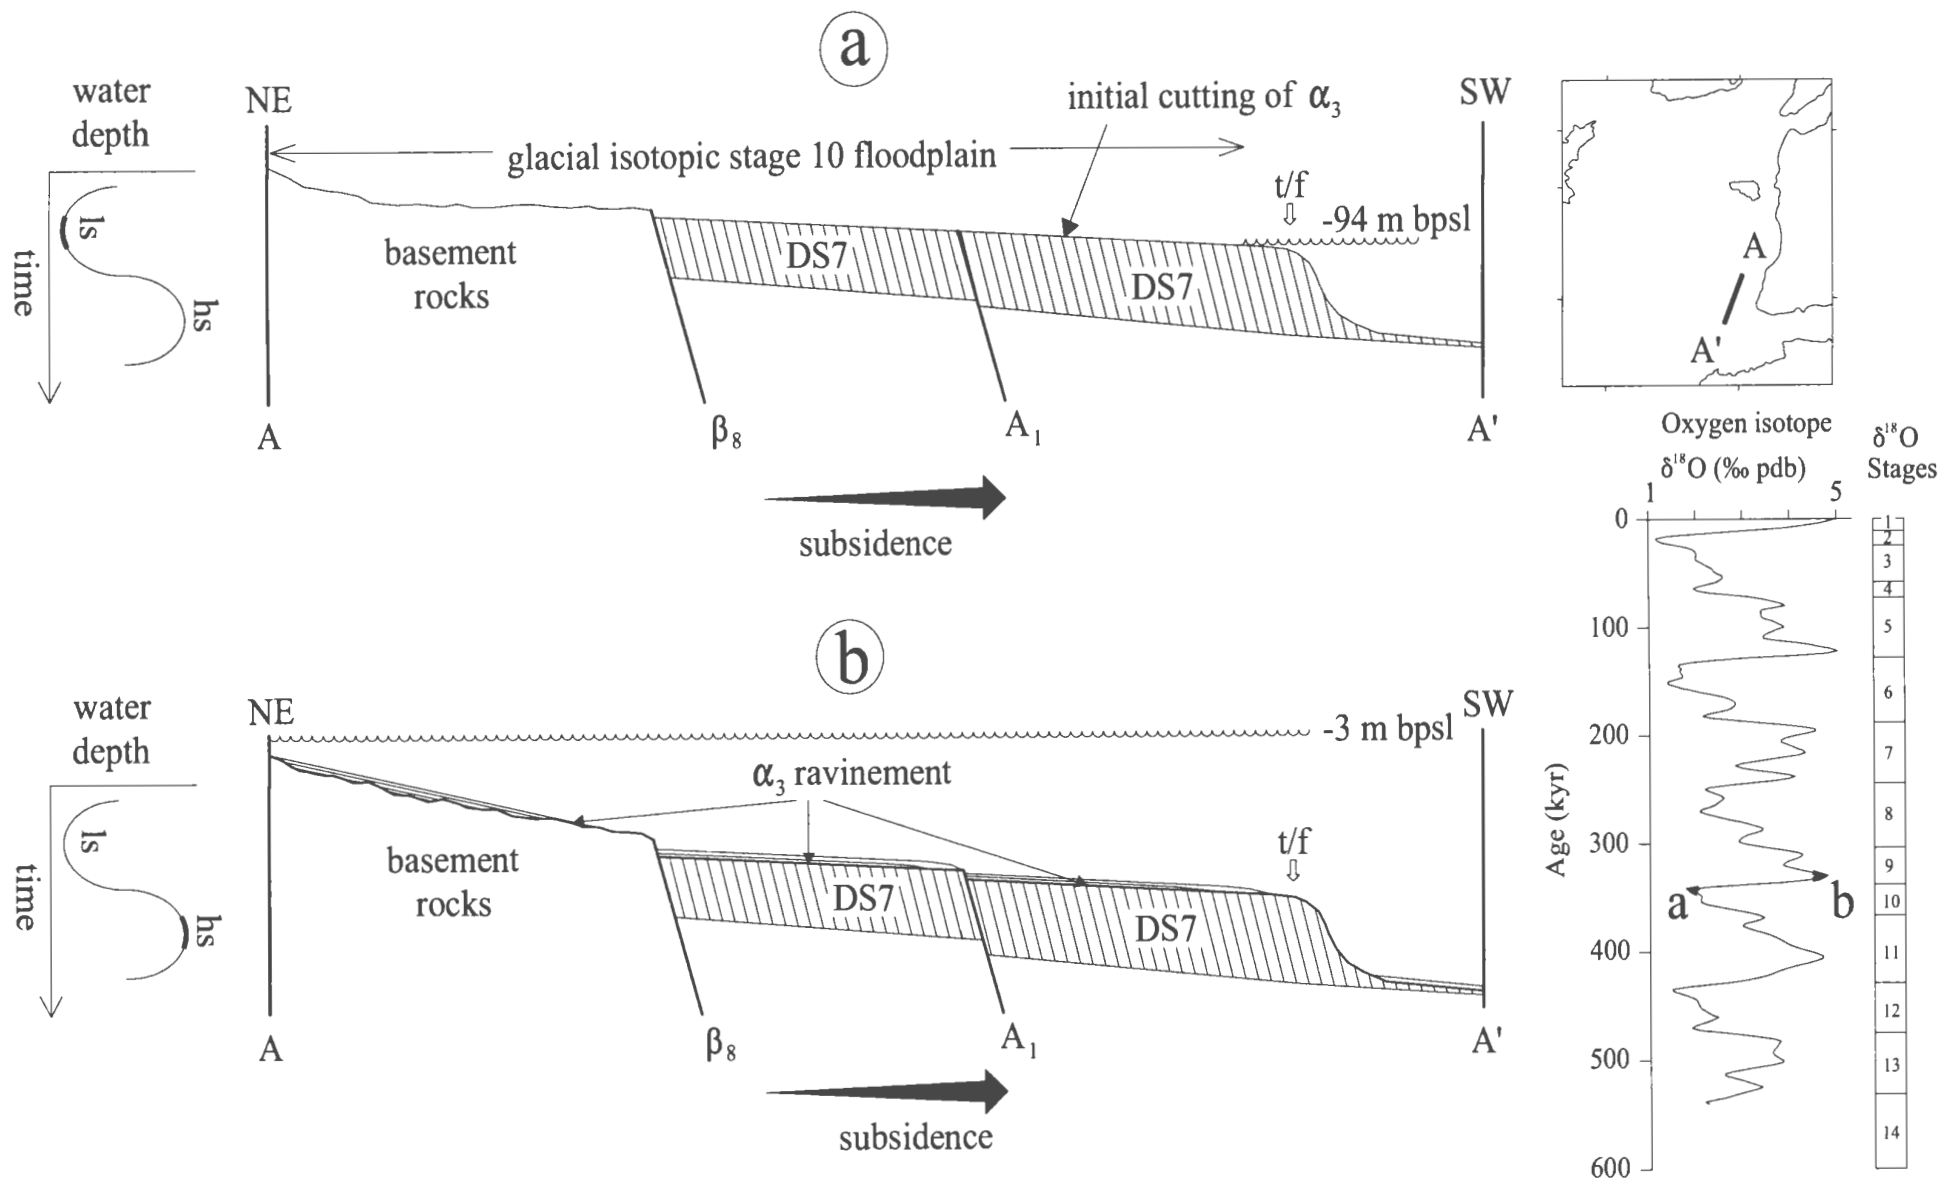 a
water
depth
NE
initial cutting of α₃
SW
glacial isotopic stage 10 floodplain
t/f
-94 m bpsl
ls
hs
time
basement
rocks
DS7
DS7
A
β₈
A₁
A'
subsidence
A
A'
Oxygen isotope
δ¹⁸O (‰ pdb)
δ¹⁸O
Stages
1
5
0
100
200
300
400
500
600
Age (kyr)
a
b
1
2
3
4
5
6
7
8
9
10
11
12
13
14
b
water
depth
NE
SW
-3 m bpsl
α₃ ravinement
t/f
ls
hs
time
basement
rocks
DS7
DS7
A
β₈
A₁
A'
subsidence